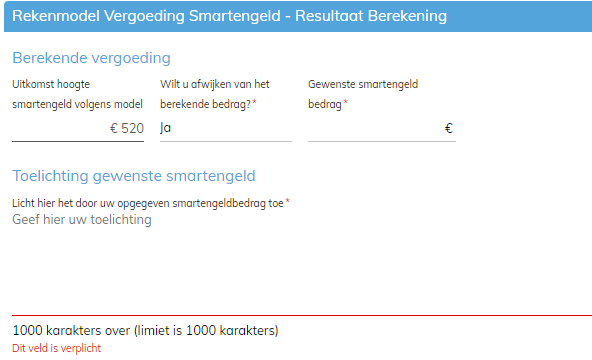 Rekenmodel Vergoeding Smartengeld - Resultaat Berekening
Berekende vergoeding
Uitkomst hoogte smartengeld volgens model
€ 520
Wilt u afwijken van het berekende bedrag?*
Ja
Gewenste smartengeld bedrag*
€
Toelichting gewenste smartengeld
Licht hier het door uw opgegeven smartengeldbedrag toe*
Geef hier uw toelichting
1000 karakters over (limiet is 1000 karakters)
Dit veld is verplicht